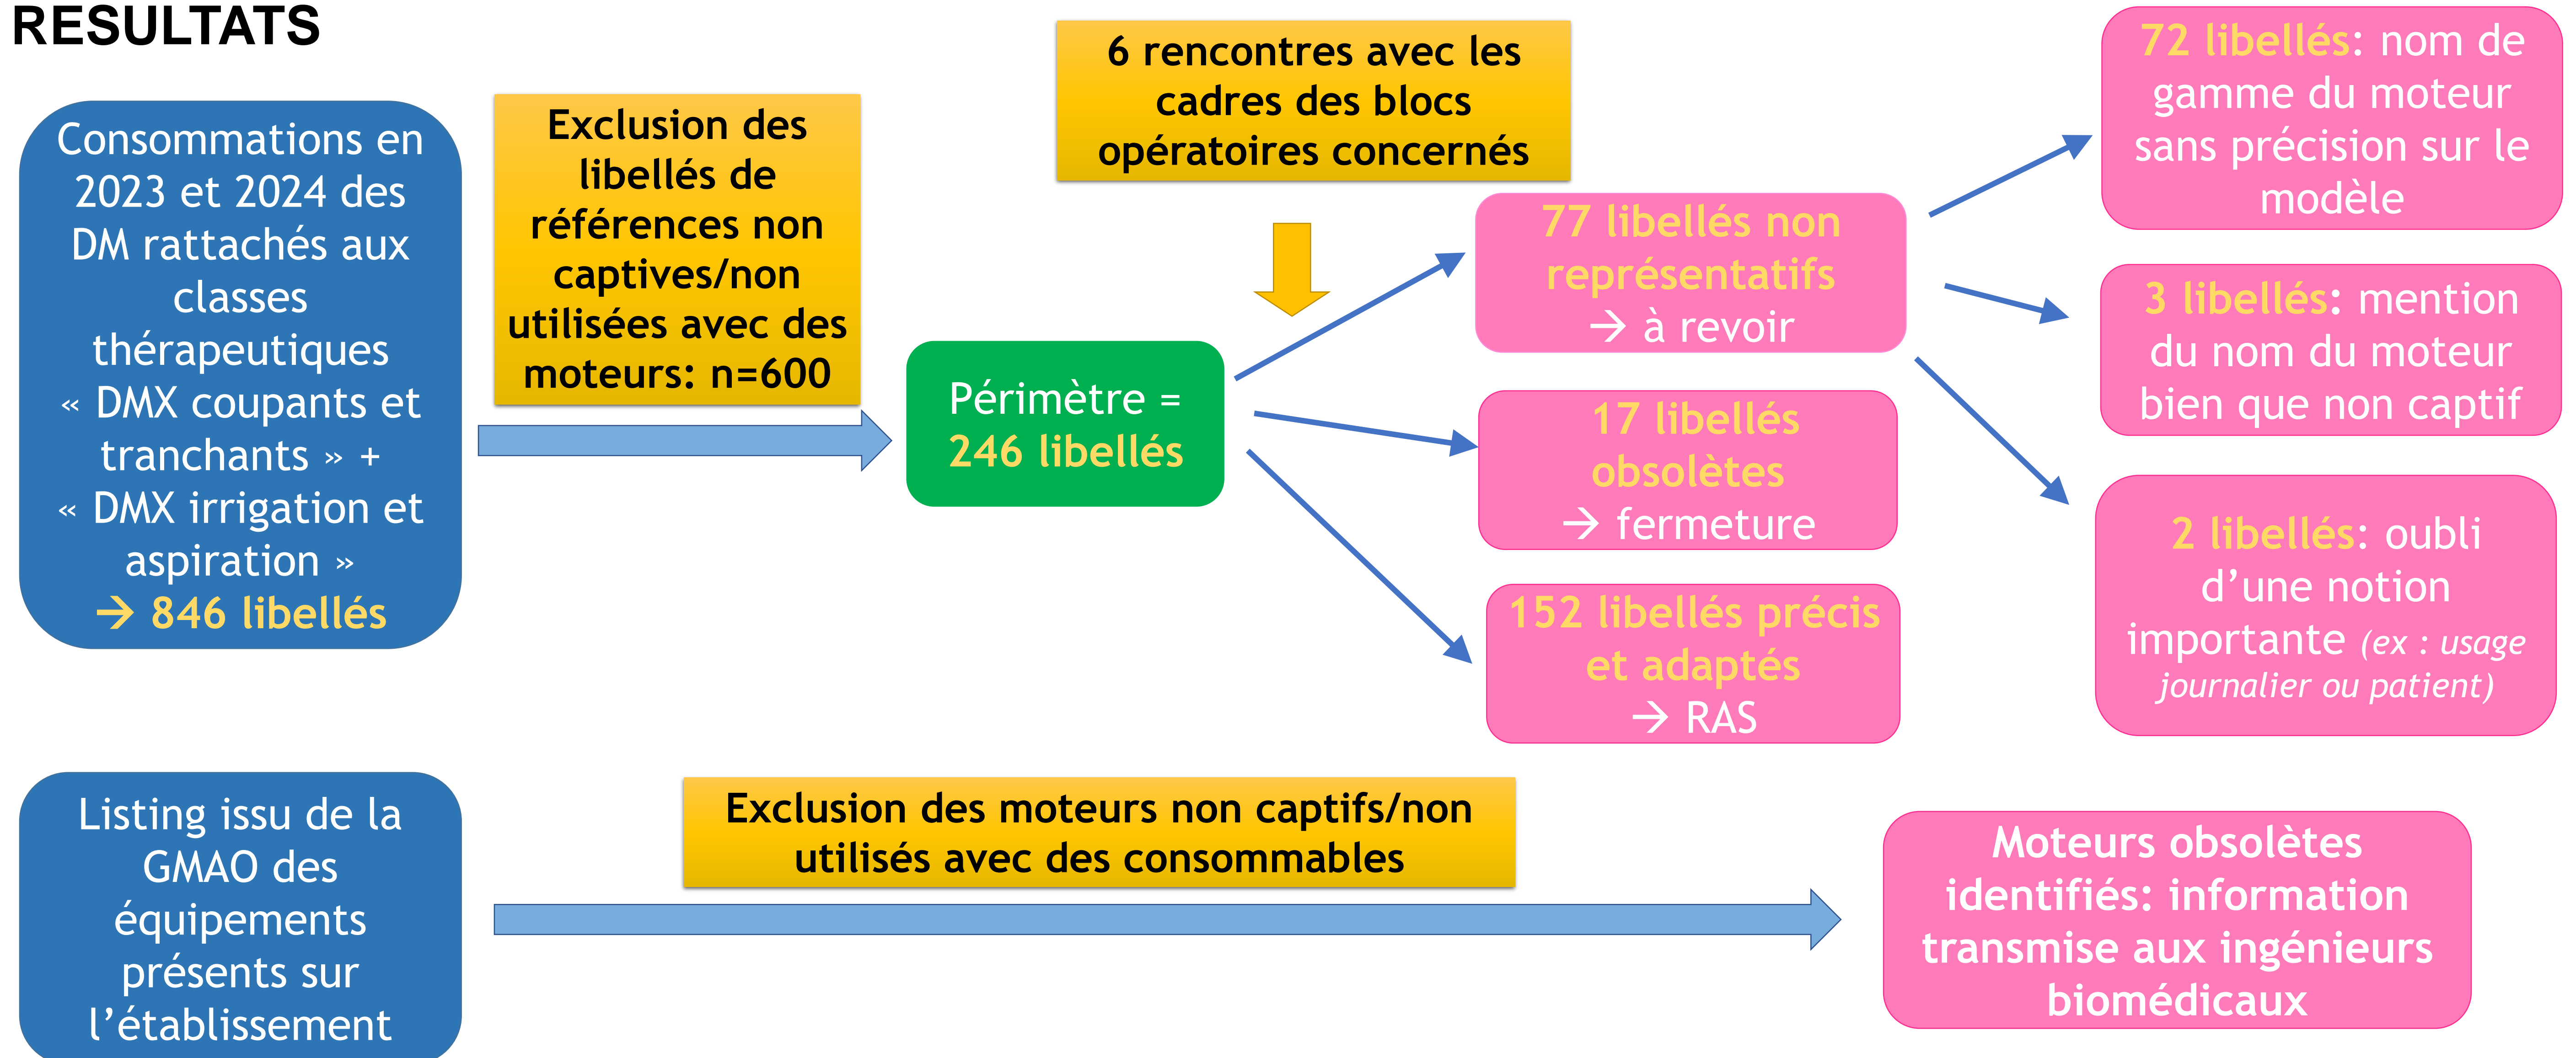 RESULTATS
Consommations en
2023 et 2024 des
DM rattachés aux
classes
thérapeutiques
« DMX coupants et
tranchants » +
« DMX irrigation et
aspiration »
→ 846 libellés
Exclusion des
libellés de
références non
captives/non
utilisées avec des
moteurs: n=600
6 rencontres avec les
cadres des blocs
opératoires concernés
Périmètre =
246 libellés
77 libellés non
représentatifs
→ à revoir
17 libellés
obsolètes
→ fermeture
152 libellés précis
et adaptés
→ RAS
72 libellés: nom de
gamme du moteur
sans précision sur le
modèle
3 libellés: mention
du nom du moteur
bien que non captif
2 libellés: oubli
d’une notion
importante (ex : usage
journalier ou patient)
Listing issu de la
GMAO des
équipements
présents sur
l’établissement
Exclusion des moteurs non captifs/non
utilisés avec des consommables
Moteurs obsolètes
identifiés: information
transmise aux ingénieurs
biomédicaux